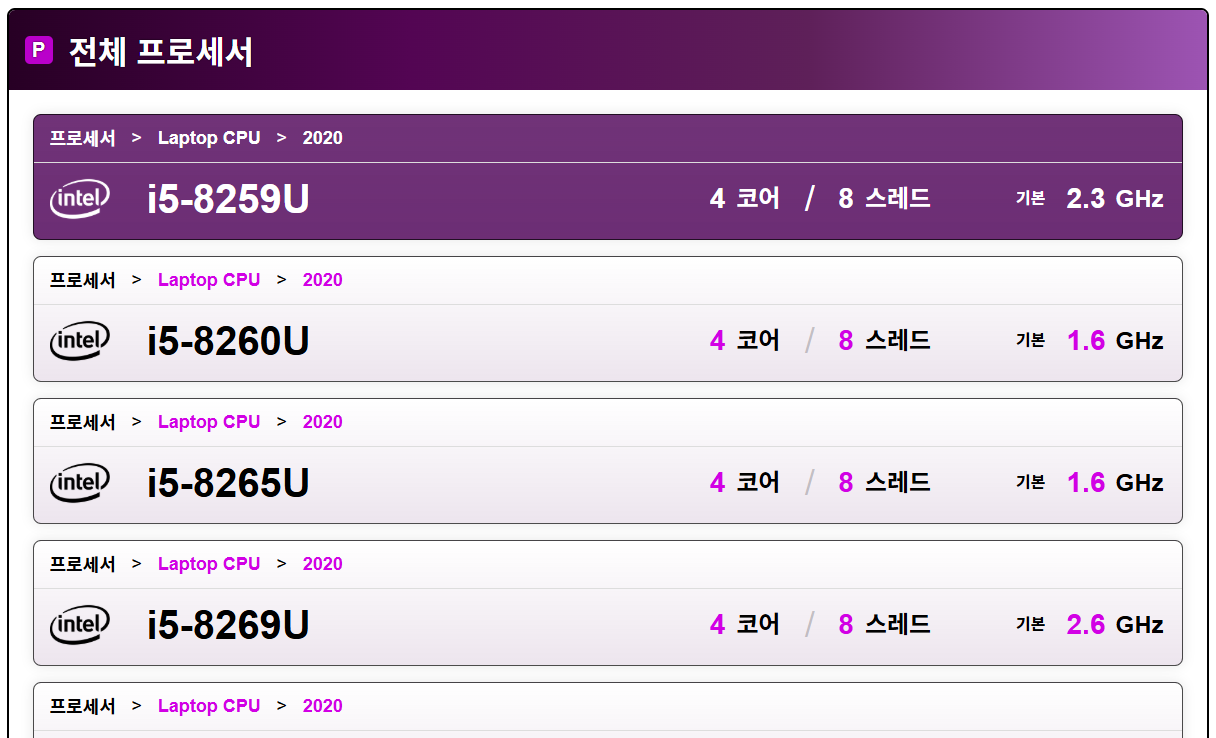 P 전체 프로세서
프로세서 > Laptop CPU > 2020
intel i5-8259U 4 코어 / 8 스레드 기본 2.3 GHz
프로세서 > Laptop CPU > 2020
intel i5-8260U 4 코어 / 8 스레드 기본 1.6 GHz
프로세서 > Laptop CPU > 2020
intel i5-8265U 4 코어 / 8 스레드 기본 1.6 GHz
프로세서 > Laptop CPU > 2020
intel i5-8269U 4 코어 / 8 스레드 기본 2.6 GHz
프로세서 > Laptop CPU > 2020